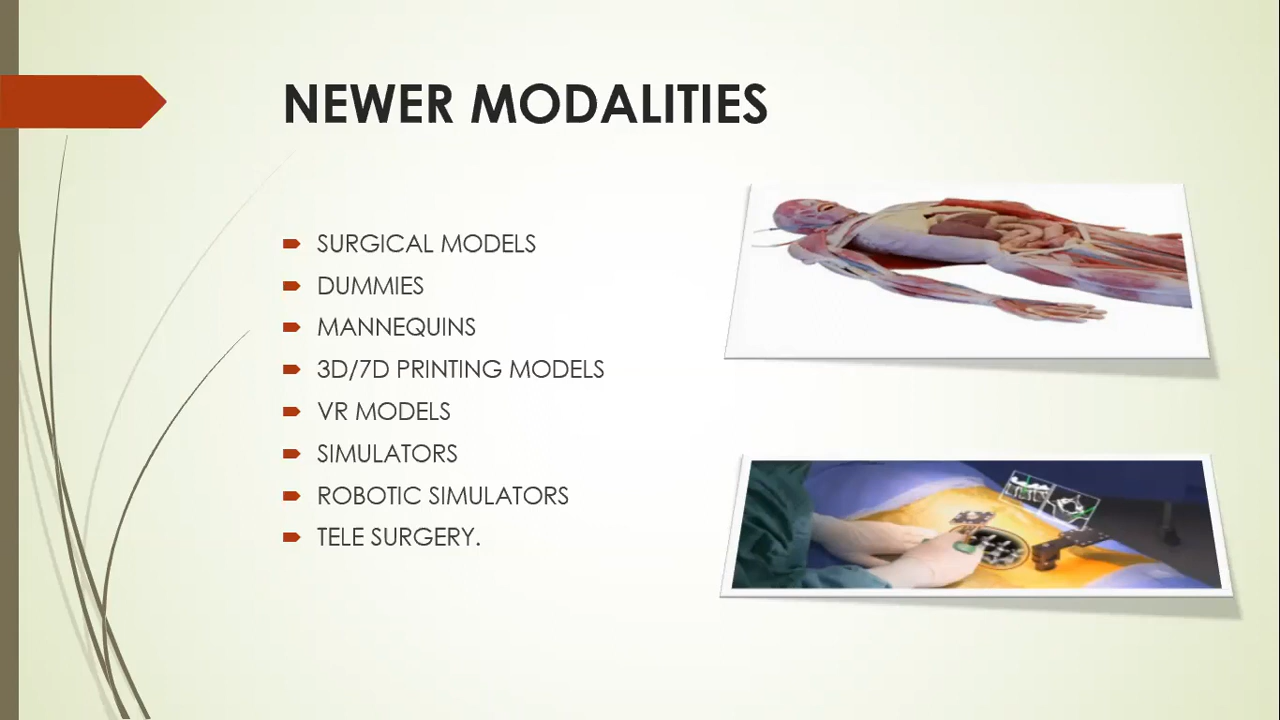 NEWER MODALITIES
SURGICAL MODELS
DUMMIES
MANNEQUINS
3D/7D PRINTING MODELS
VR MODELS
SIMULATORS
ROBOTIC SIMULATORS
TELE SURGERY.